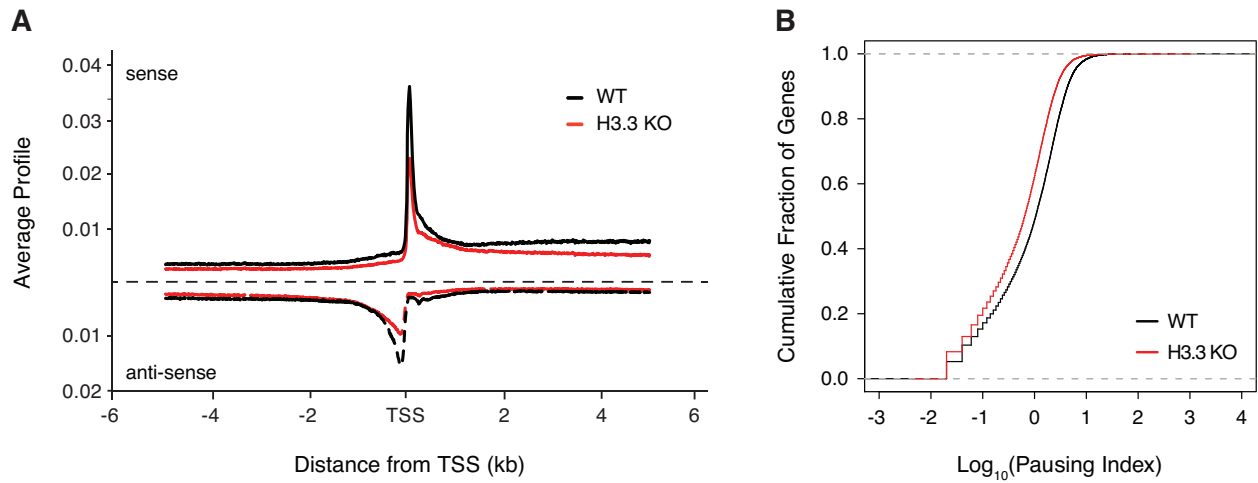 A
sense
WT
H3.3 KO
Average Profile
0.04
0.03
0.02
0.01
0.01
0.02
anti-sense
-6
-4
-2
TSS
2
4
6
Distance from TSS (kb)
B
Cumulative Fraction of Genes
1.0
0.8
0.6
0.4
0.2
0.0
WT
H3.3 KO
-3
-2
-1
0
1
2
3
4
Log10(Pausing Index)